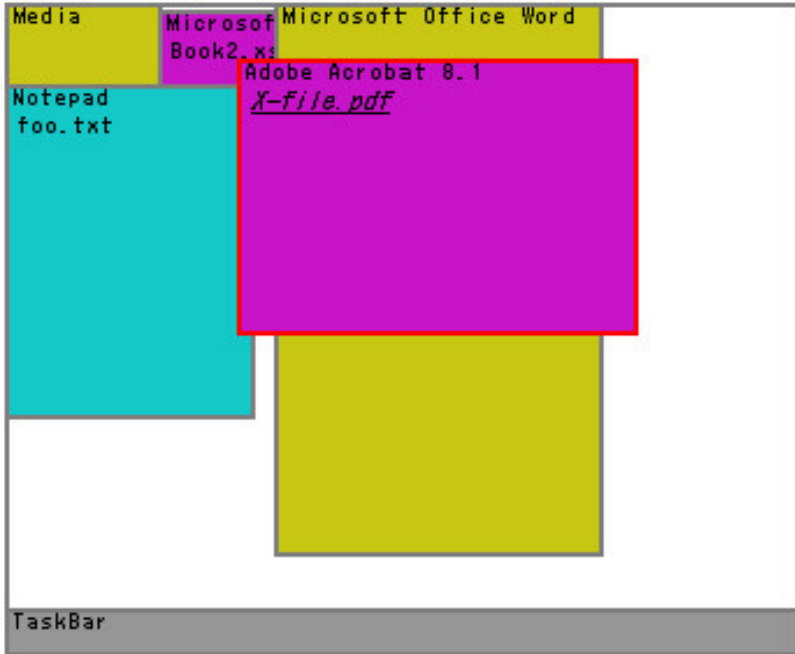 Media
Microsof
Book2.xs
Microsoft Office Word
Adobe Acrobat 8.1
X-file.pdf
Notepad
foo.txt
TaskBar